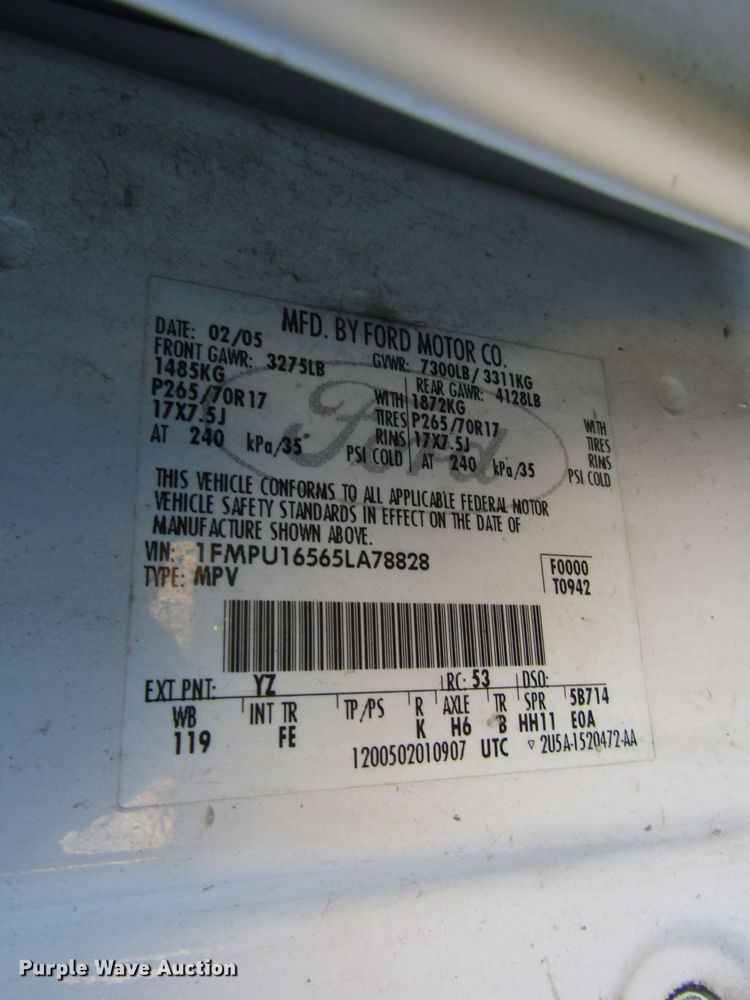 MFD. BY FORD MOTOR CO.
DATE: 02/05 GVWR: 7300LB/ 3311KG
FRONT GAWR: 3275LB REAR GAWR: 4128LB
1485KG WITH 1872KG WITH
P265/70R17 TIRES P265/70R17 TIRES
17X7.5J RIMS 17X7.5J RIMS
AT 240 kPa/35 PSI COLD AT 240 kPa/35 PSI COLD
Ford
THIS VEHICLE CONFORMS TO ALL APPLICABLE FEDERAL MOTOR
VEHICLE SAFETY STANDARDS IN EFFECT ON THE DATE OF
MANUFACTURE SHOWN ABOVE.
VIN: 1FMPU16565LA78828 F0000
TYPE: MPV T0942
EXT PNT: YZ RC: 53 DSO:
WB INT TR TP/PS R AXLE TR SPR 5B714
119 FE K H6 B HH11 E0A
1200502010907 UTC ▽ 2U5A-1520472-AA
Purple Wave Auction